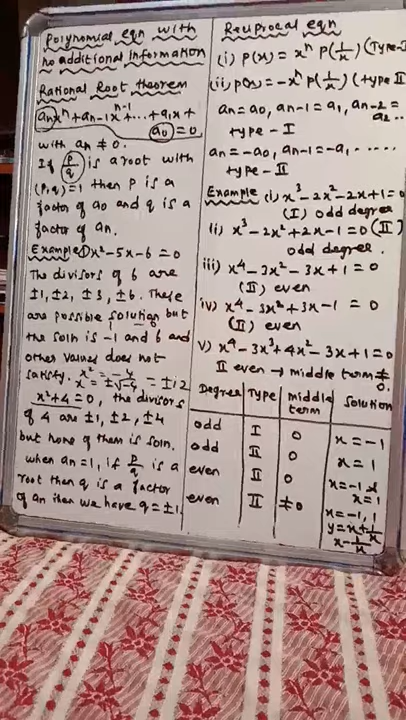 Polynomial eqn with
no additional information
Rational Root theorem
anxⁿ + an-1xⁿ⁻¹ + ... + a1x +
a0 = 0
with an ≠ 0.
If p/q is a root with
(p,q)=1 then p is a
factor of a0 and q is a
factor of an.
Example: 1) x²-5x-6=0
The divisors of 6 are
±1, ±2, ±3, ±6. These
are possible solution but
the soln is -1 and 6 and
other values does not
satisfy. x² = -4
x = ±√-4 = ±i2
x²+4=0, the divisors
of 4 are ±1, ±2, ±4
but none of them is soln.
when an=1, if p/q is a
root then q is a factor
of an then we have q=±1.
Reciprocal eqn
(i) P(x) = xⁿ P(1/x) (Type-I
(ii) P(x) = -xⁿ P(1/x) (type II
an = a0, an-1 = a1, an-2 =
a2..
type - I
an = -a0, an-1 = -a1 .....
type - II
Example (i) x³-2x²-2x+1=0
(I) odd degree
(ii) x³-2x²+2x-1=0 (II)
odd degree.
iii) x⁴-3x²-3x+1=0
(II) even
iv) x⁴-3x²+3x-1=0
(II) even
v) x⁴-3x³+4x²-3x+1=0
II even → middle term ≠
0.
Degree Type middle term Solution
odd I 0 x=-1
odd II 0 x=1
even II 0 x=-1 & x=1
even II ≠0 x=-1, 1
y=x+1/x
x-1/x